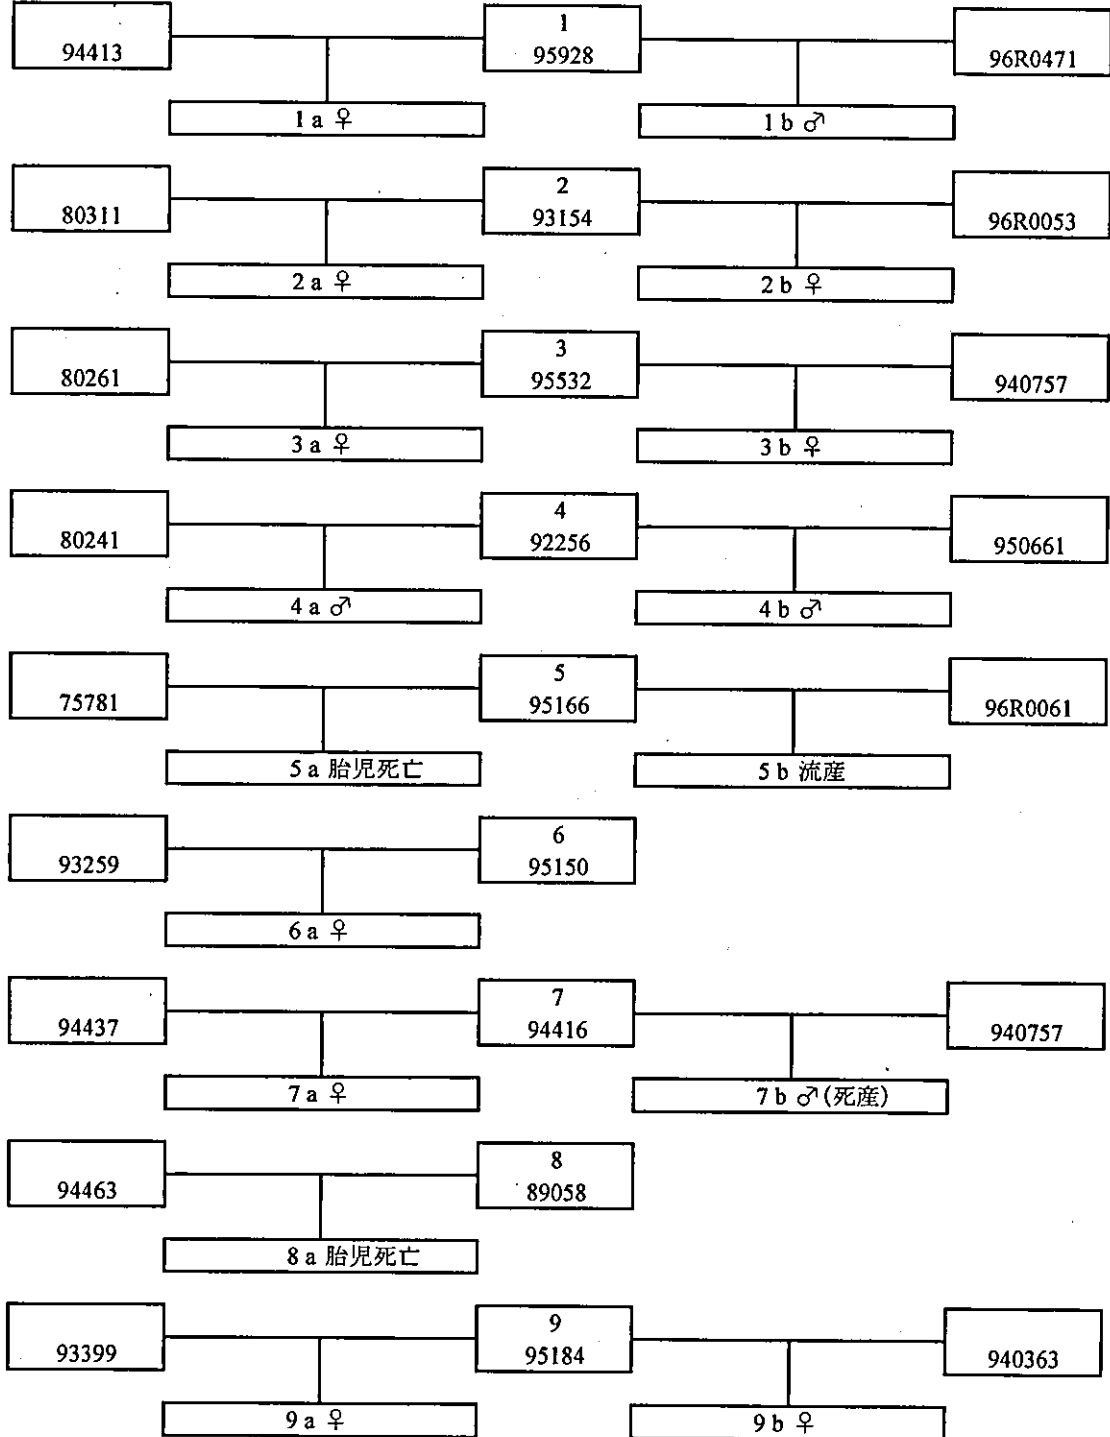 94413
1
95928
96R0471
1 a ♀
1 b ♂
80311
2
93154
96R0053
2 a ♀
2 b ♀
80261
3
95532
940757
3 a ♀
3 b ♀
80241
4
92256
950661
4 a ♂
4 b ♂
75781
5
95166
96R0061
5 a 胎児死亡
5 b 流産
93259
6
95150
6 a ♀
94437
7
94416
940757
7 a ♀
7 b ♂(死産)
94463
8
89058
8 a 胎児死亡
93399
9
95184
940363
9 a ♀
9 b ♀